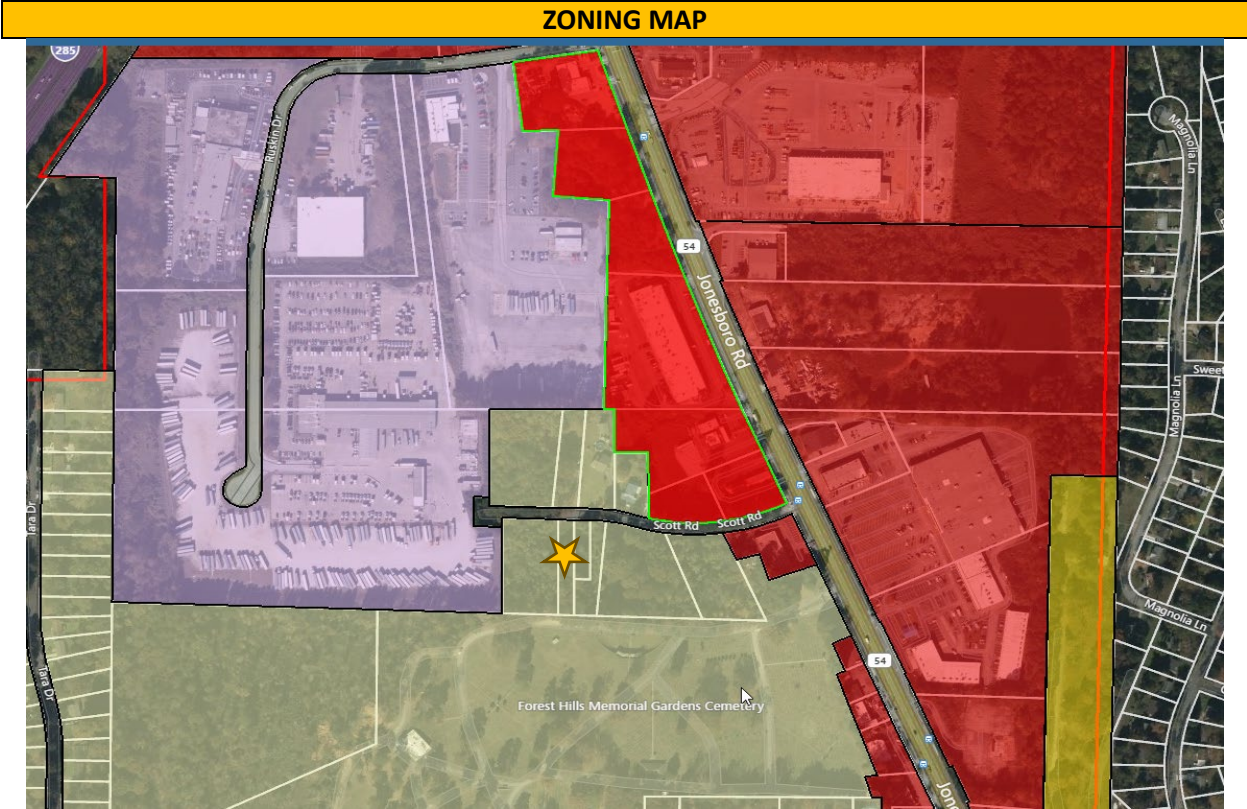 ZONING MAP
285
Ruskin Dr
Magnolia Ln
54
Jonesboro Rd
Sweet
Magnolia Ln
Tara Dr
Scott Rd
Scott Rd
Magnolia Ln
54
Tara Dr
Forest Hills Memorial Gardens Cemetery
Jone